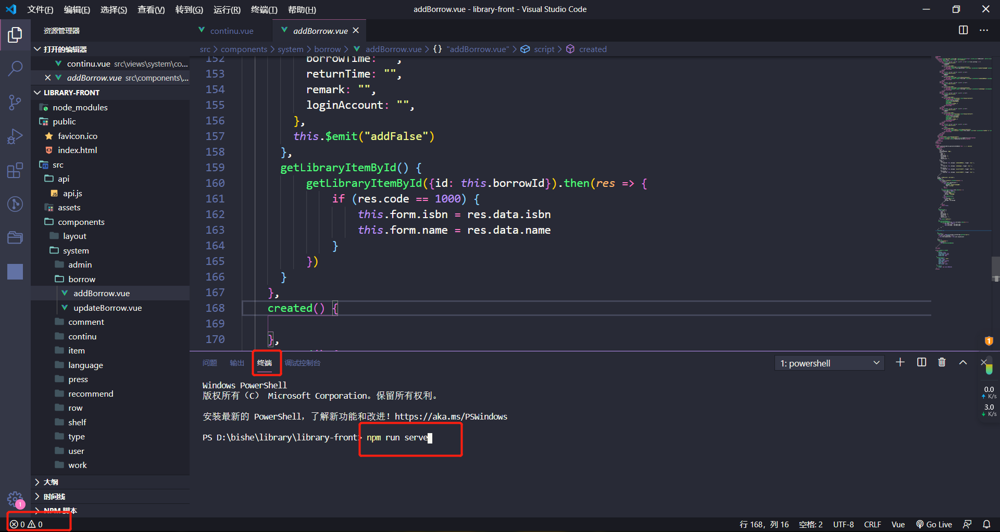 文件(F) 编辑(E) 选择(S) 查看(V) 转到(G) 运行(R) 终端(T) 帮助(H) addBorrow.vue - library-front - Visual Studio Code
资源管理器
continu.vue addBorrow.vue
打开的编辑器
continu.vue src\views\system\co...
addBorrow.vue src\components\...
LIBRARY-FRONT
node_modules
public
favicon.ico
index.html
src
api
api.js
assets
components
layout
system
admin
borrow
addBorrow.vue
updateBorrow.vue
comment
continu
item
language
press
recommend
row
shelf
type
user
work
大纲
时间线
NPM 脚本
src > components > system > borrow > addBorrow.vue > {} "addBorrow.vue" > script > created
152 borrowTime: "",
153 returnTime: "",
154 remark: "",
155 loginAccount: "",
156 },
157 this.$emit("addFalse")
158 },
159 getLibraryItemById() {
160 getLibraryItemById({id: this.borrowId}).then(res => {
161 if (res.code == 1000) {
162 this.form.isbn = res.data.isbn
163 this.form.name = res.data.name
164 }
165 })
166 }
167 },
168 created() {
169
170 },
问题 输出 终端 调试控制台 1: powershell
Windows PowerShell
版权所有 (C) Microsoft Corporation。保留所有权利。
安装最新的 PowerShell，了解新功能和改进！https://aka.ms/PSWindows
PS D:\bishe\library\library-front> npm run serve
1
0.0
K/s
3.0
K/s
1
0 0 行 168，列 16 空格: 2 UTF-8 CRLF Vue Go Live